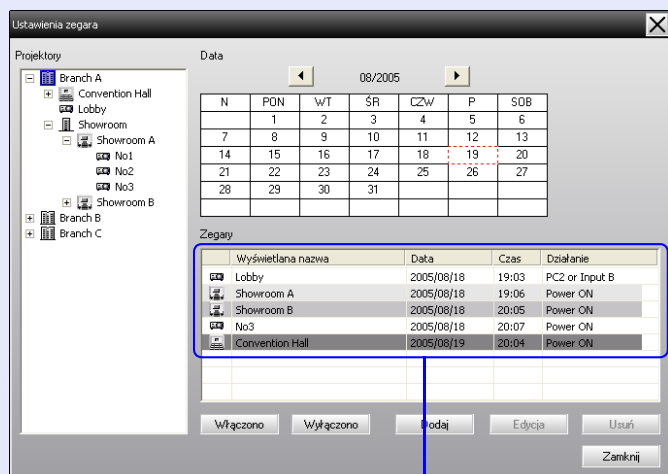 Ustawienia zegara
Projektory
Branch A
Convention Hall
Lobby
Showroom
Showroom A
No1
No2
No3
Showroom B
Branch B
Branch C
Data
08/2005
N PON WT ŚR CZW P SOB
1 2 3 4 5 6
7 8 9 10 11 12 13
14 15 16 17 18 19 20
21 22 23 24 25 26 27
28 29 30 31
Zegary
Wyświetlana nazwa Data Czas Działanie
Lobby 2005/08/18 19:03 PC2 or Input B
Showroom A 2005/08/18 19:06 Power ON
Showroom B 2005/08/18 20:05 Power ON
No3 2005/08/18 20:07 Power ON
Convention Hall 2005/08/19 20:04 Power ON
Włączono Wyłączono Dodaj Edycja Usuń
Zamknij